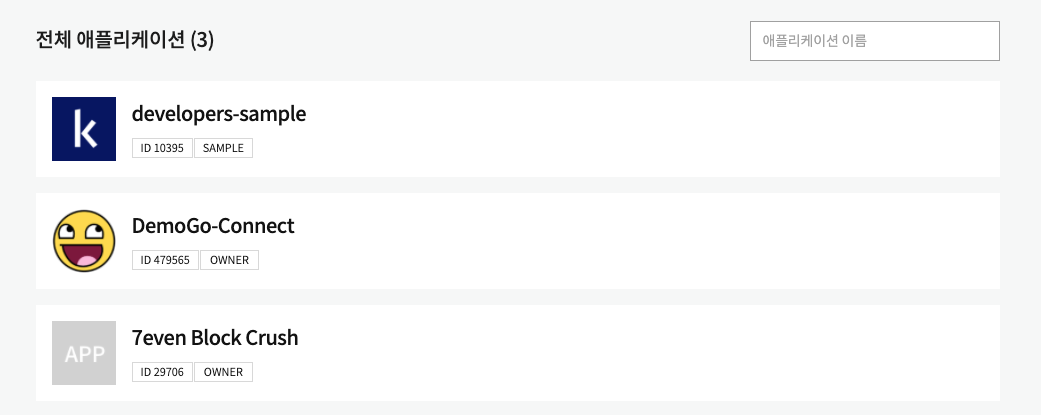 전체 애플리케이션 (3)
애플리케이션 이름
k
developers-sample
ID 10395 SAMPLE
DemoGo-Connect
ID 479565 OWNER
APP
7even Block Crush
ID 29706 OWNER